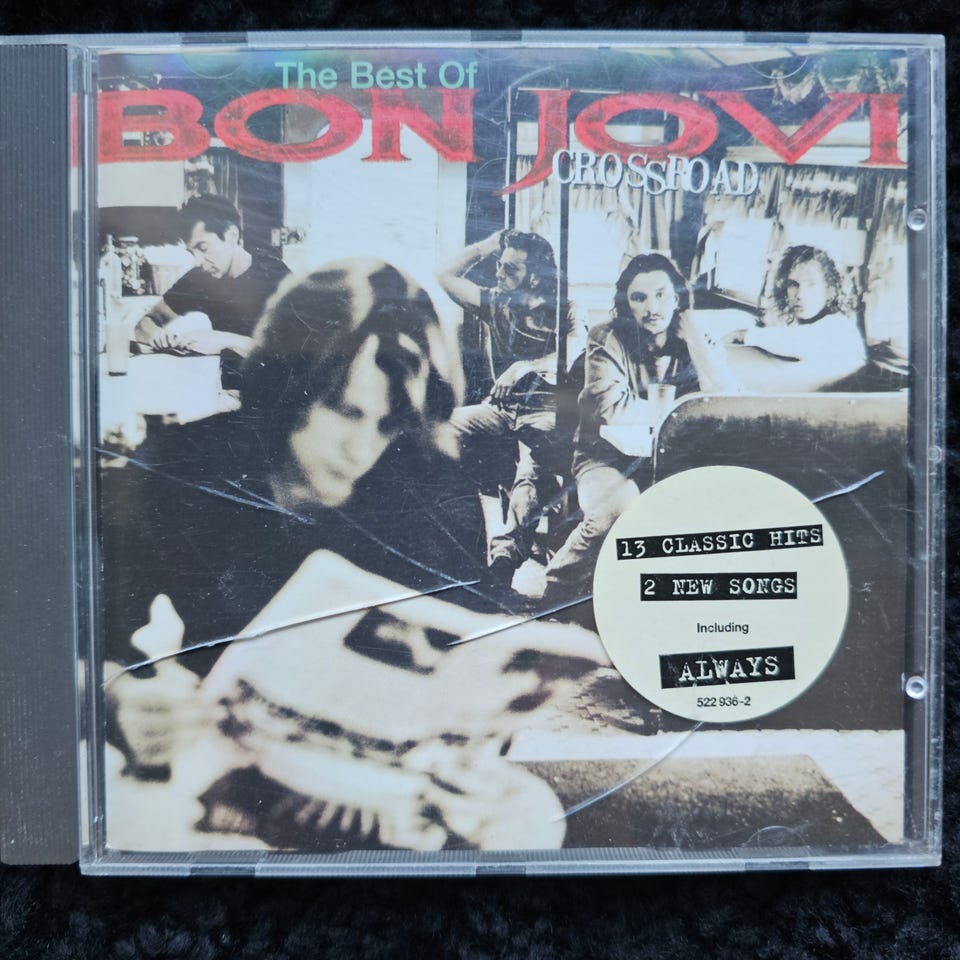 The Best Of
BON JOVI
CROSSROAD
13 CLASSIC HITS
2 NEW SONGS
Including
ALWAYS
522 936-2